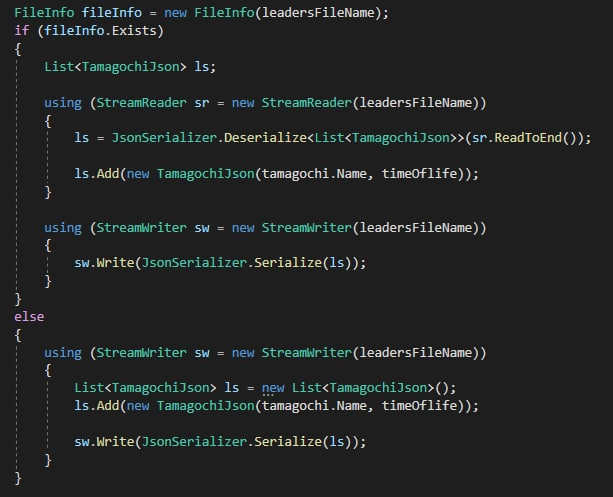 FileInfo fileInfo = new FileInfo(leadersFileName);
if (fileInfo.Exists)
{
    List<TamagochiJson> ls;

    using (StreamReader sr = new StreamReader(leadersFileName))
    {
        ls = JsonSerializer.Deserialize<List<TamagochiJson>>(sr.ReadToEnd());

        ls.Add(new TamagochiJson(tamagochi.Name, timeOflife));
    }

    using (StreamWriter sw = new StreamWriter(leadersFileName))
    {
        sw.Write(JsonSerializer.Serialize(ls));
    }
}
else
{
    using (StreamWriter sw = new StreamWriter(leadersFileName))
    {
        List<TamagochiJson> ls = new List<TamagochiJson>();
        ls.Add(new TamagochiJson(tamagochi.Name, timeOflife));

        sw.Write(JsonSerializer.Serialize(ls));
    }
}